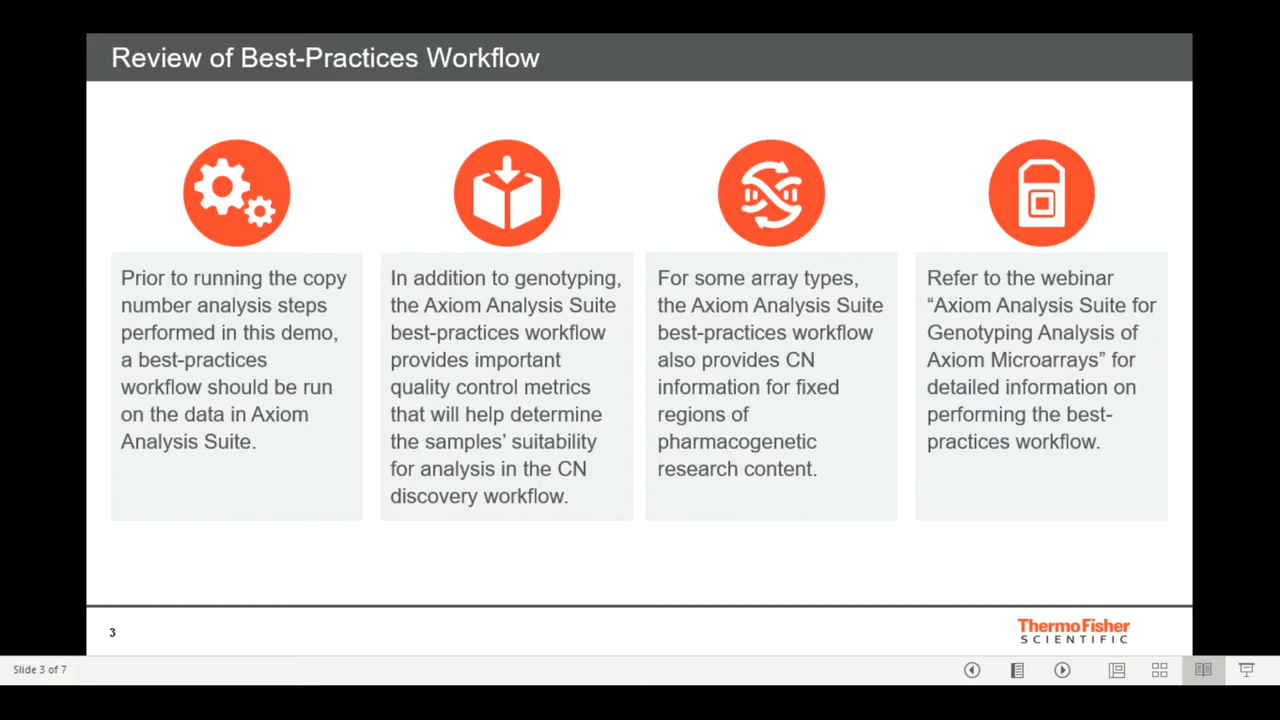 Review of Best-Practices Workflow
Prior to running the copy
number analysis steps
performed in this demo,
a best-practices
workflow should be run
on the data in Axiom
Analysis Suite.
In addition to genotyping,
the Axiom Analysis Suite
best-practices workflow
provides important
quality control metrics
that will help determine
the samples' suitability
for analysis in the CN
discovery workflow.
For some array types,
the Axiom Analysis Suite
best-practices workflow
also provides CN
information for fixed
regions of
pharmacogenetic
research content.
Refer to the webinar
“Axiom Analysis Suite for
Genotyping Analysis of
Axiom Microarrays” for
detailed information on
performing the best-
practices workflow.
3
ThermoFisher
SCIENTIFIC
Slide 3 of 7